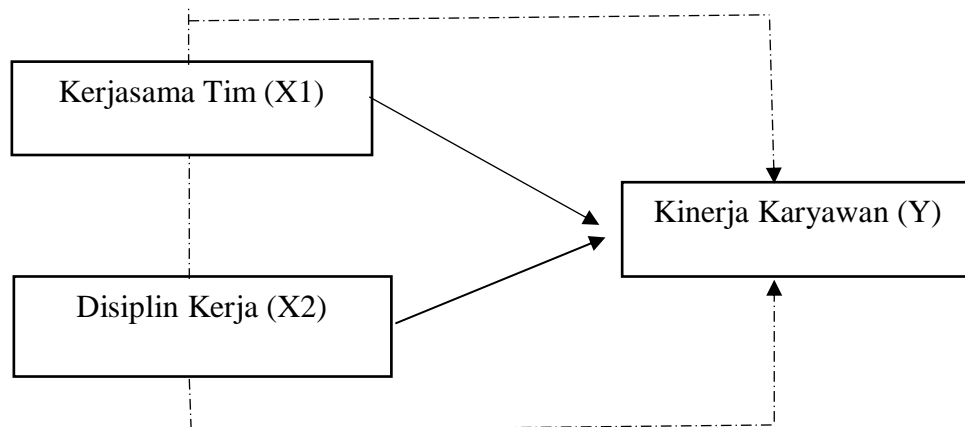 Kerjasama Tim (X1)
Kinerja Karyawan (Y)
Disiplin Kerja (X2)